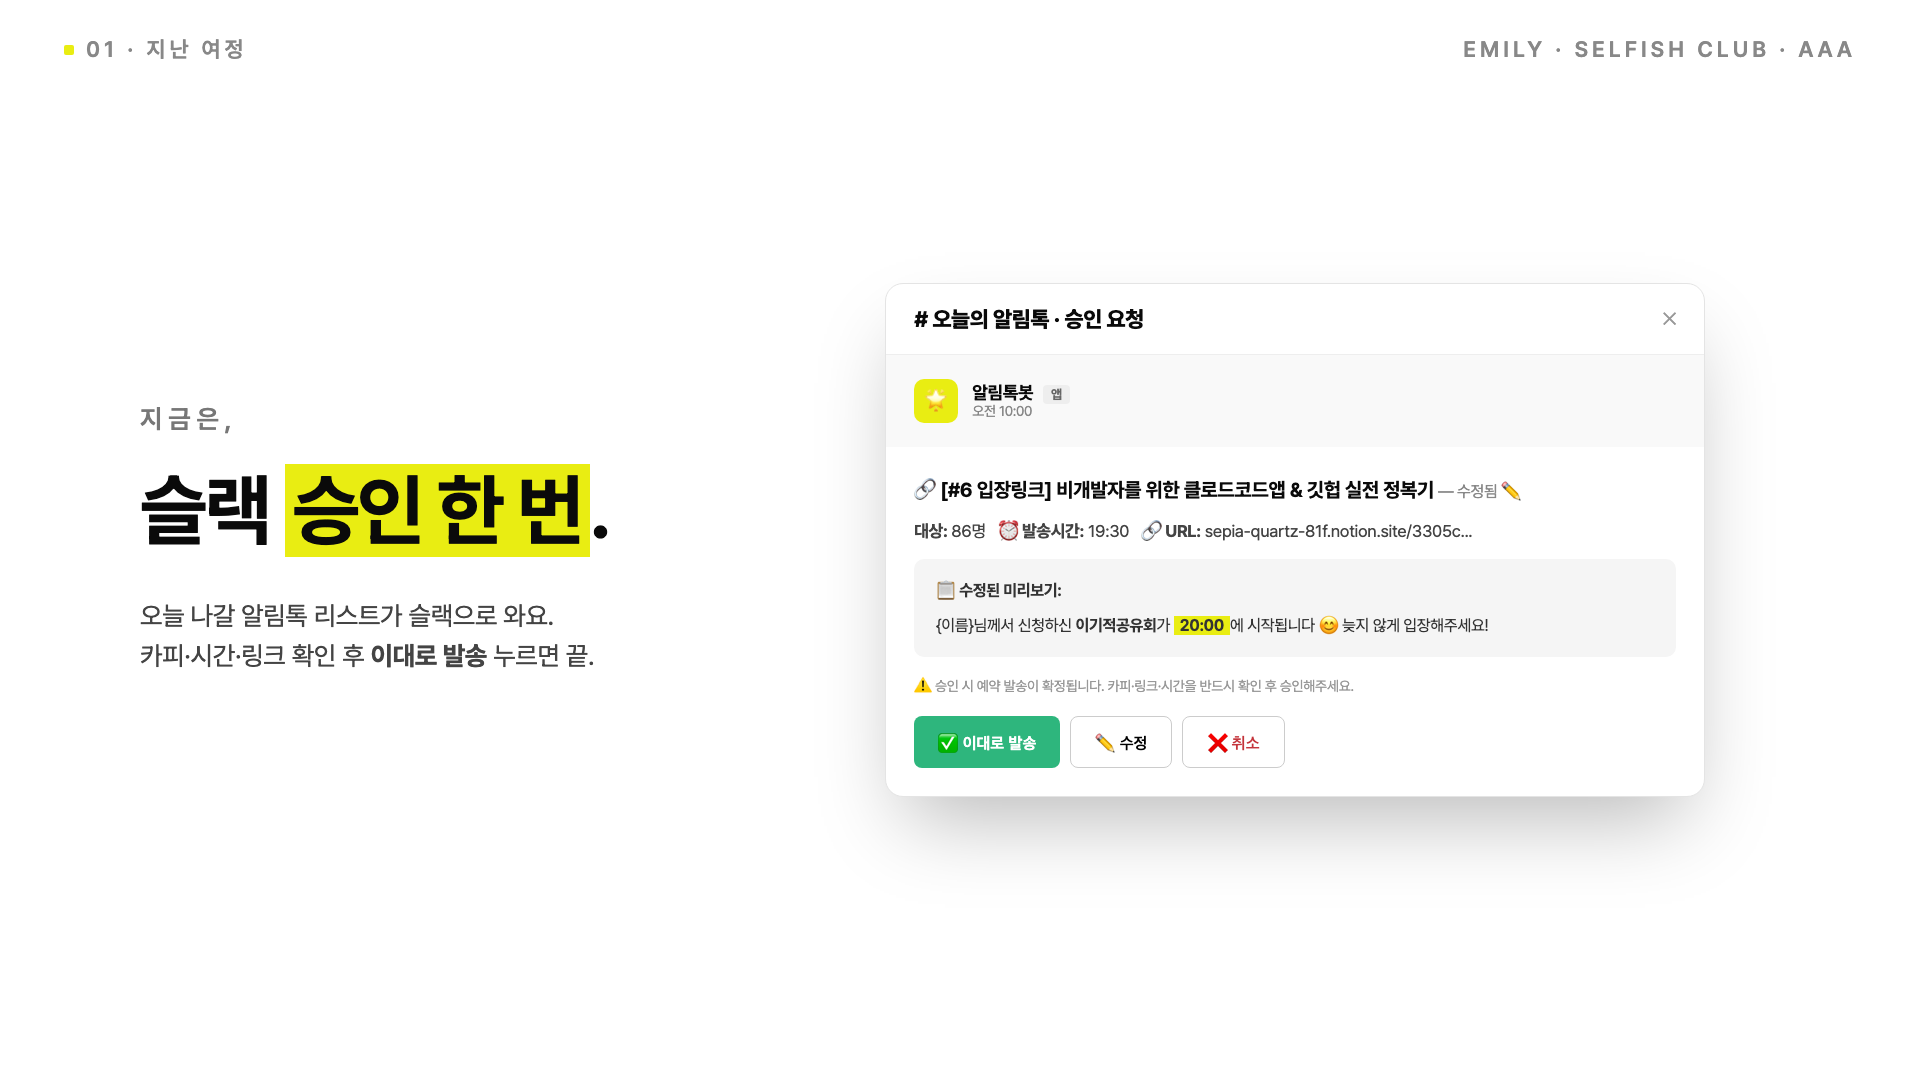 01 · 지난 여정
EMILY · SELFISH CLUB · AAA
지금은,
슬랙 승인 한 번.
오늘 나갈 알림톡 리스트가 슬랙으로 와요.
카피·시간·링크 확인 후 이대로 발송 누르면 끝.
# 오늘의 알림톡 · 승인 요청
×
알림톡봇 앱
오전 10:00
🔗 [#6 입장링크] 비개발자를 위한 클로드코드앱 & 깃헙 실전 정복기 — 수정됨 ✏️
대상: 86명 ⏰ 발송시간: 19:30 🔗 URL: sepia-quartz-81f.notion.site/3305c...
📋 수정된 미리보기:
{이름}님께서 신청하신 이기적공유회가 20:00에 시작됩니다 😊 늦지 않게 입장해주세요!
⚠️ 승인 시 예약 발송이 확정됩니다. 카피·링크·시간을 반드시 확인 후 승인해주세요.
✅ 이대로 발송
✏️ 수정
❌ 취소